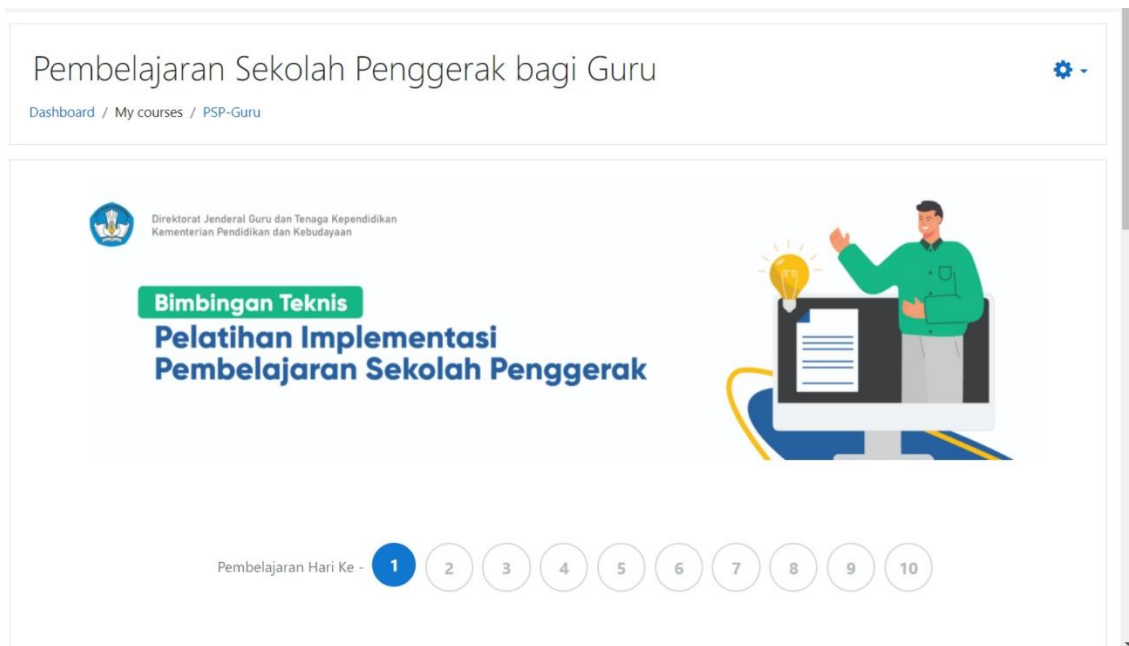 Pembelajaran Sekolah Penggerak bagi Guru
Dashboard / My courses / PSP-Guru
Direktorat Jenderal Guru dan Tenaga Kependidikan
Kementerian Pendidikan dan Kebudayaan
Bimbingan Teknis
Pelatihan Implementasi
Pembelajaran Sekolah Penggerak
Pembelajaran Hari Ke - 1 2 3 4 5 6 7 8 9 10